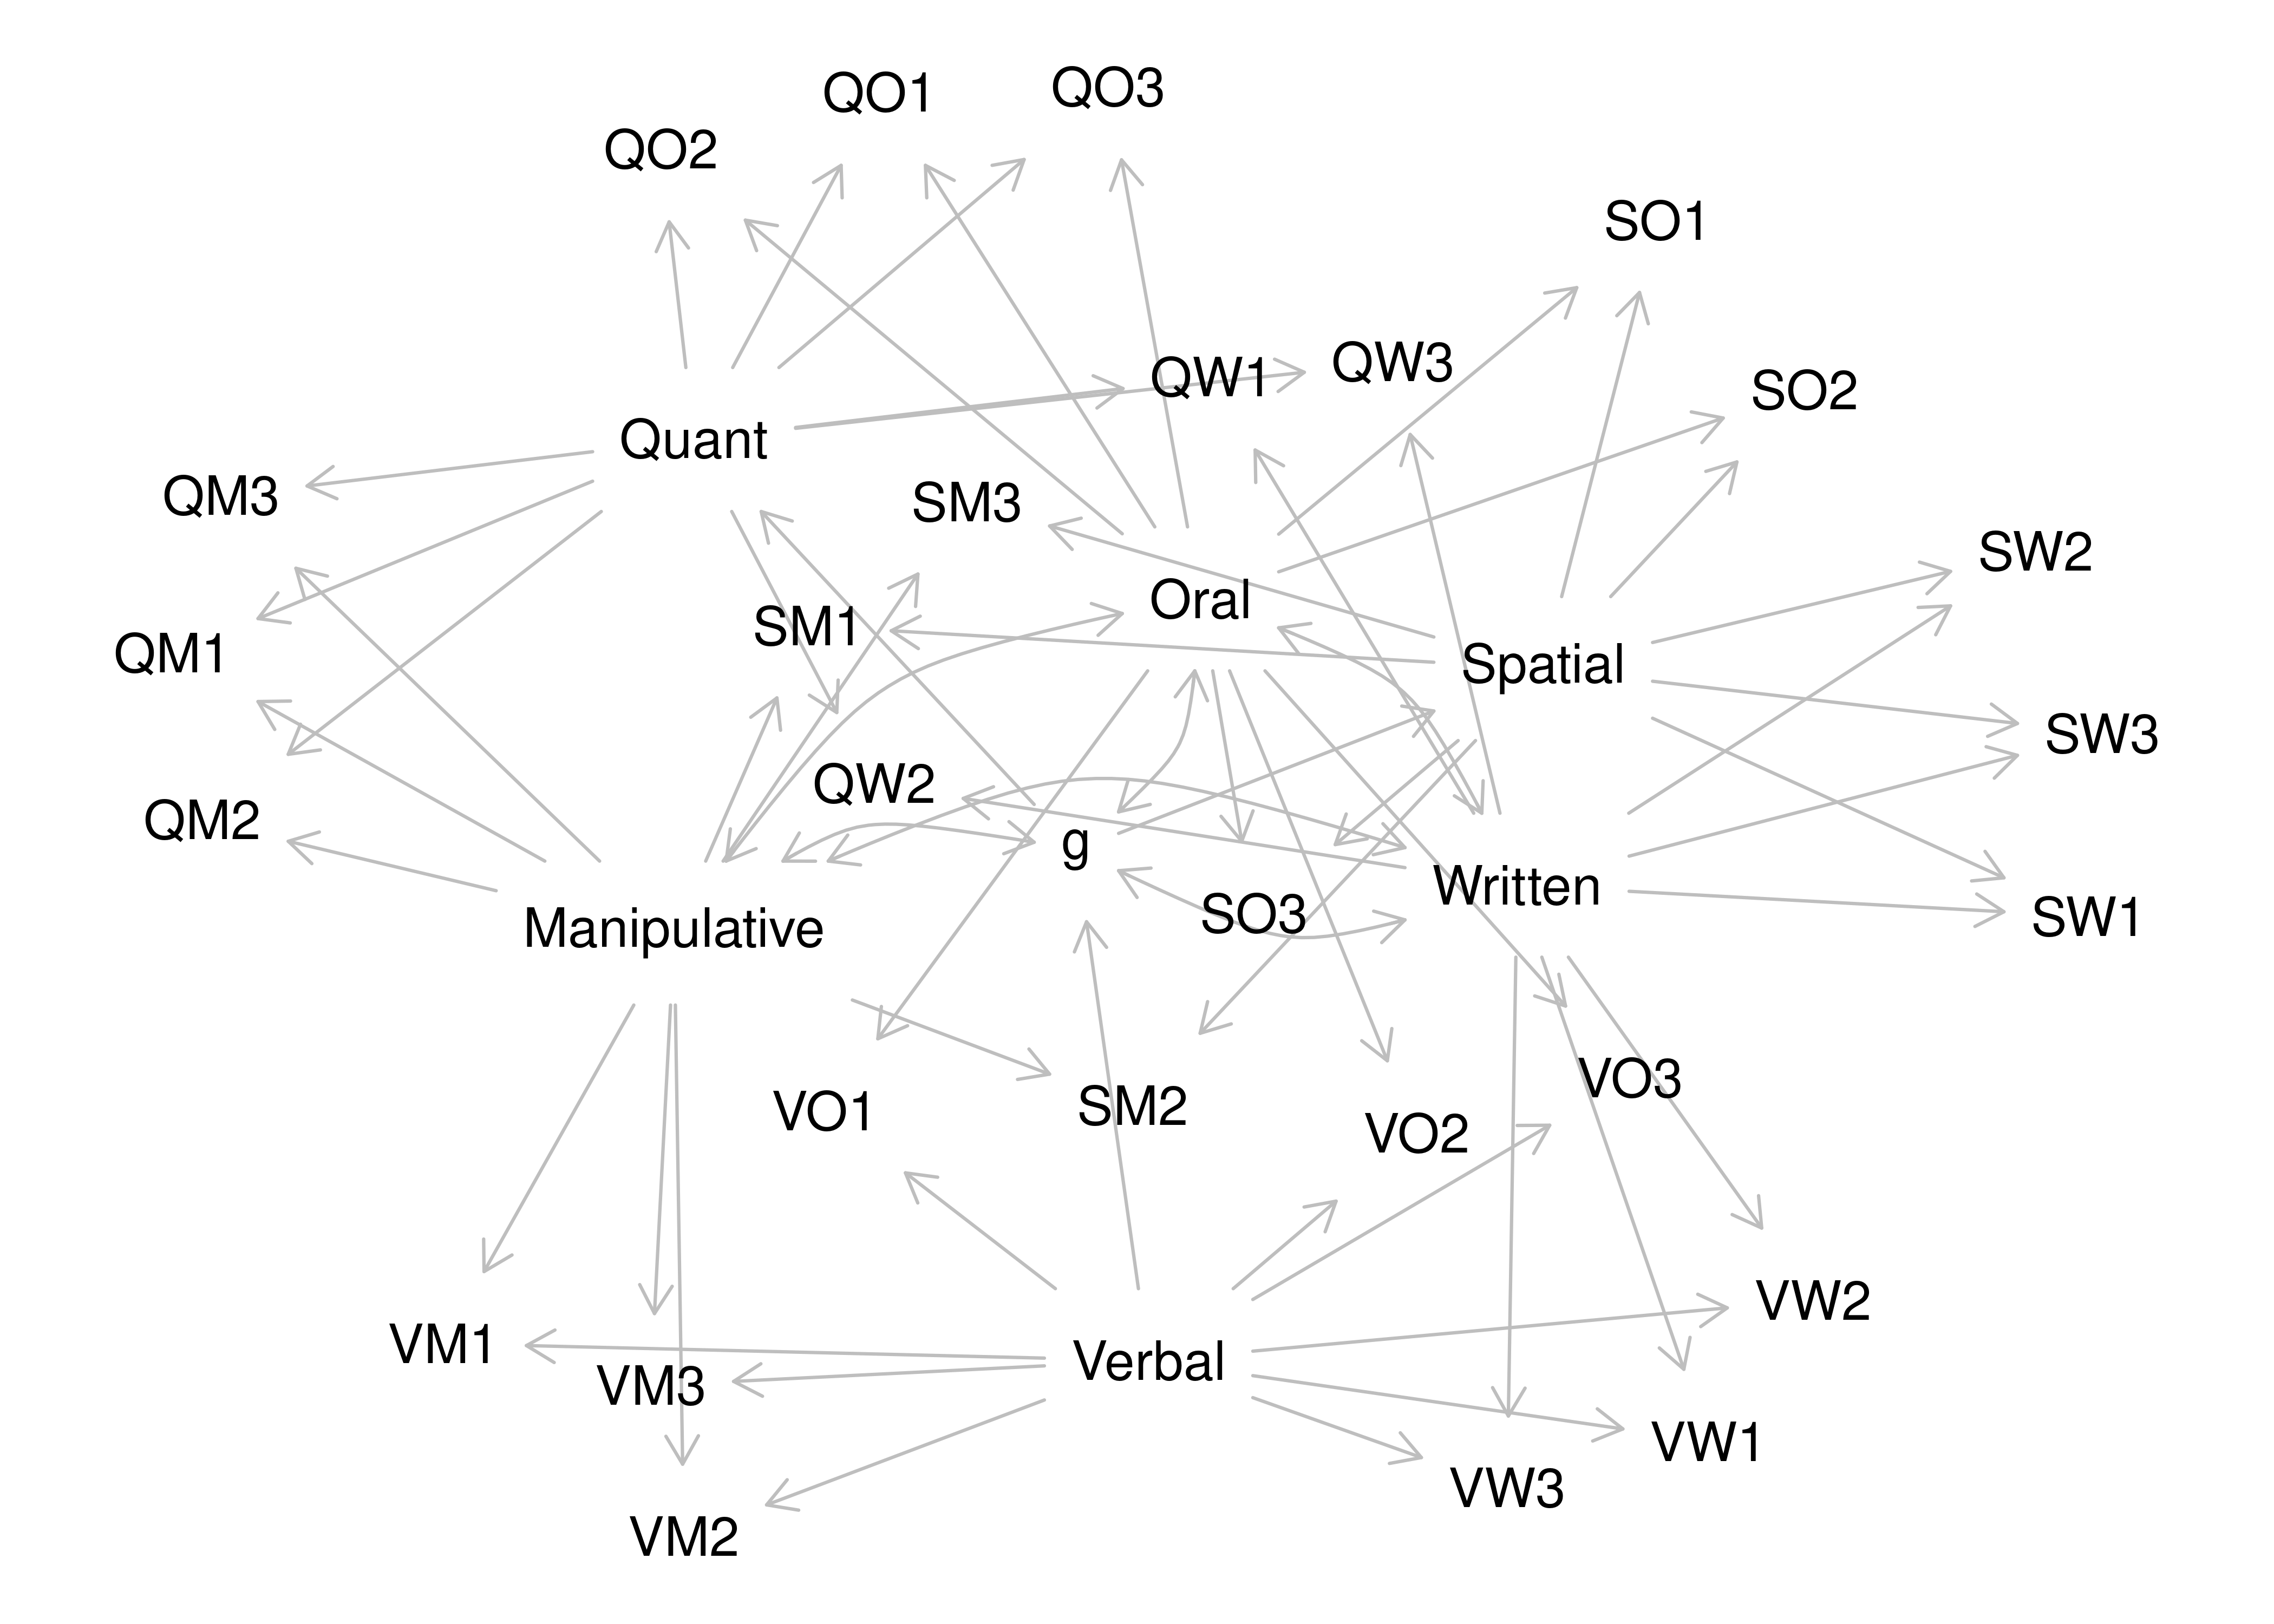 QO3
QO1
QO2
SO1
QW3
QW1
SO2
Quant
QM3
SM3
SW2
Oral
SM1
QM1
Spatial
SW3
QW2
QM2
g
Written
SO3
SW1
Manipulative
VO3
SM2
VO1
VO2
VW2
VM1
Verbal
VM3
VW1
VW3
VM2